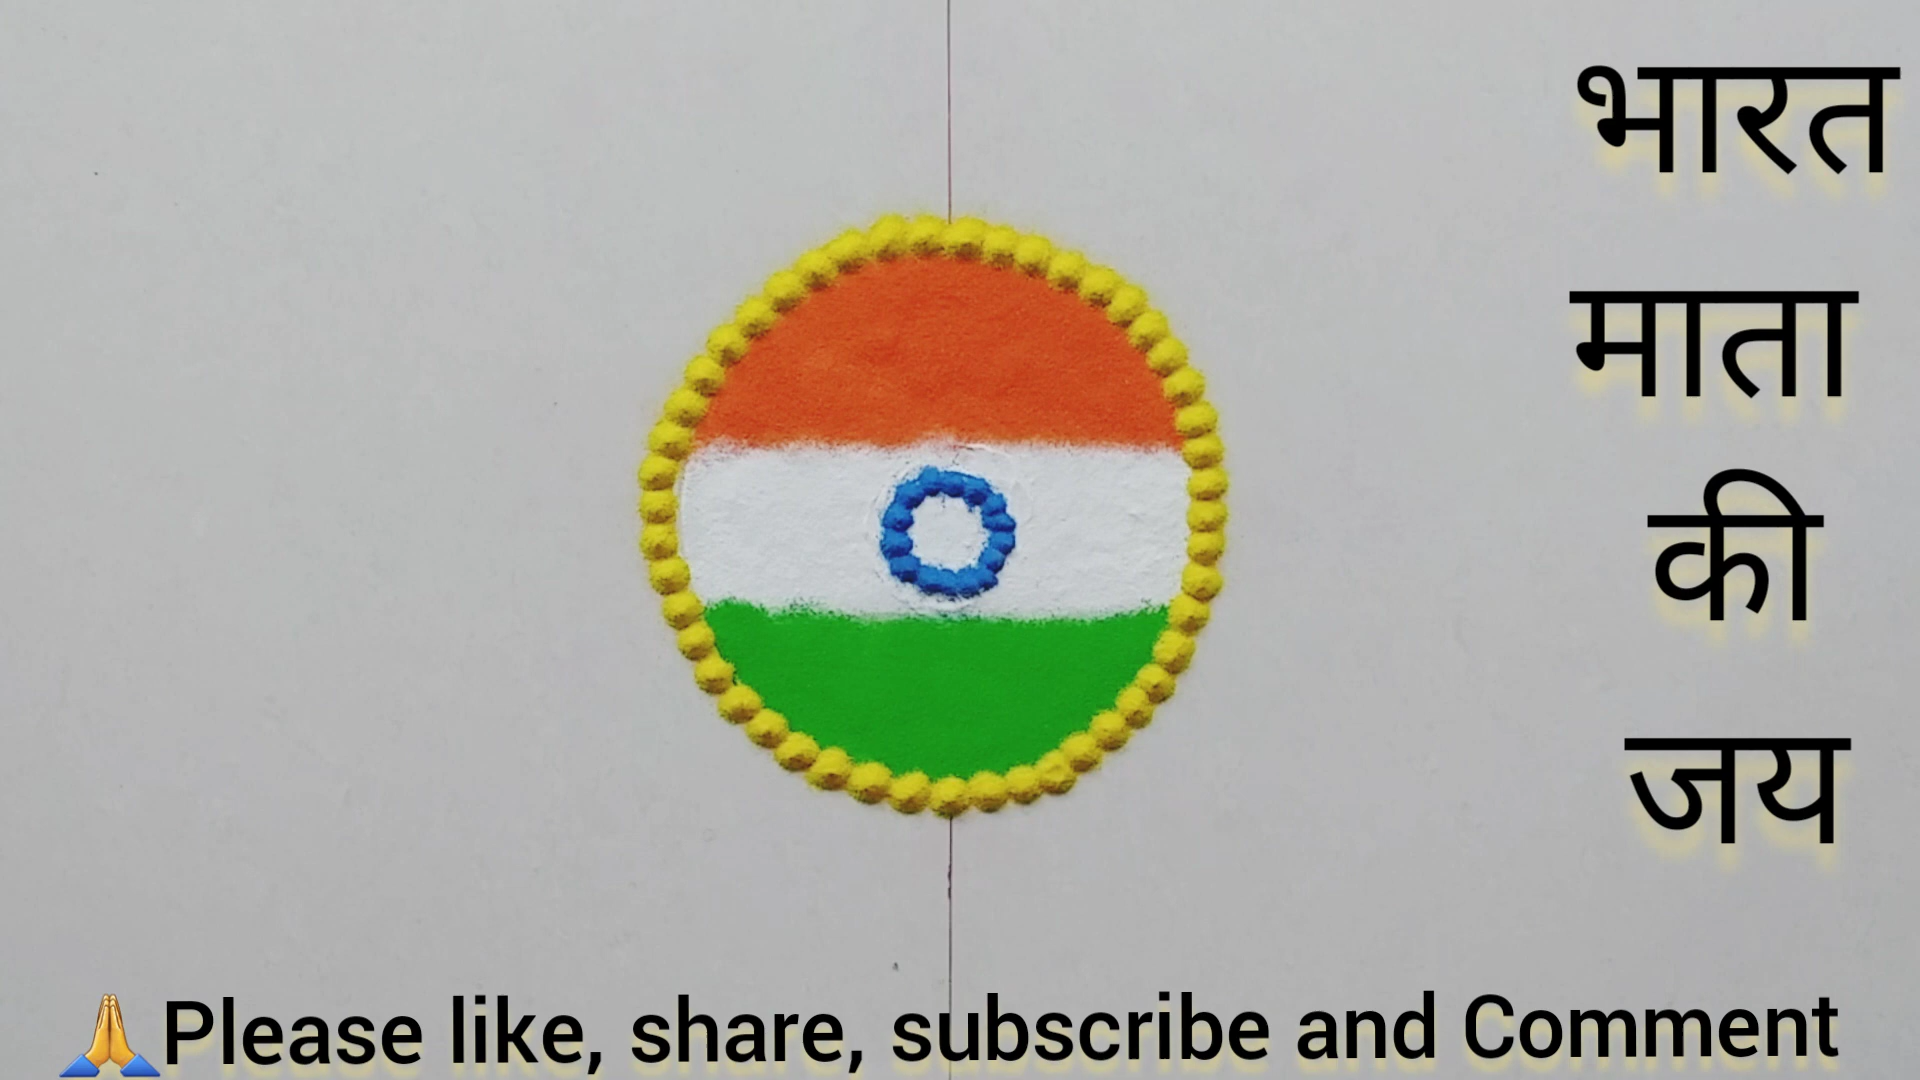 भारत
माता
की
जय
🙏Please like, share, subscribe and Comment